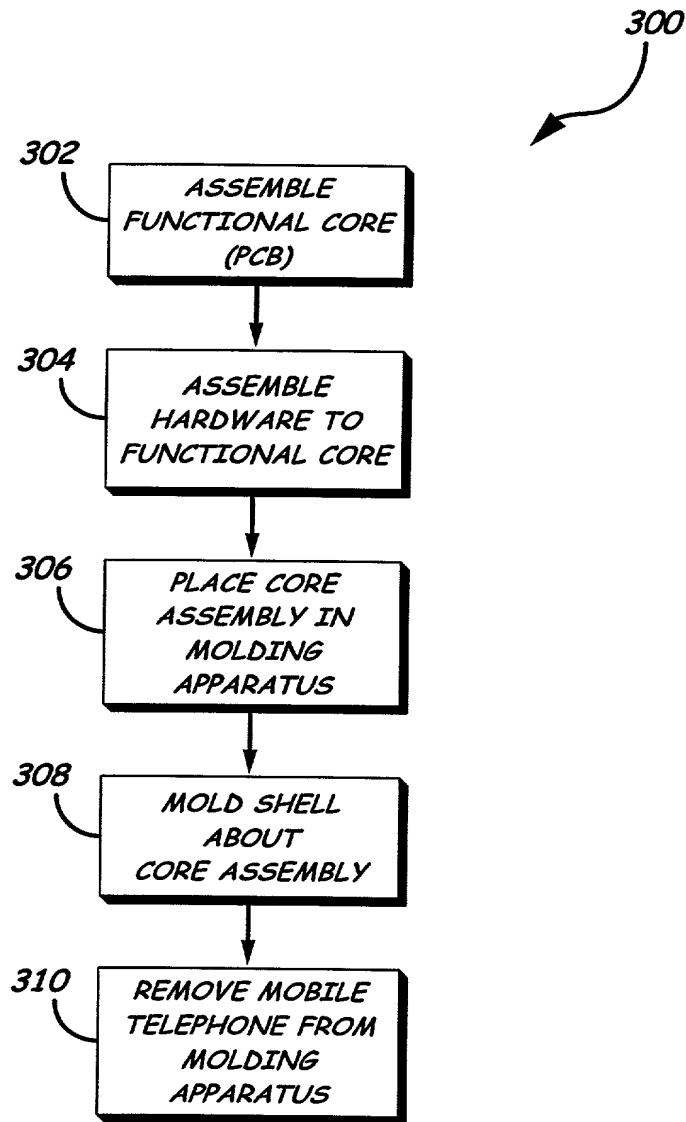 300
302
ASSEMBLE
FUNCTIONAL CORE
(PCB)
304
ASSEMBLE
HARDWARE TO
FUNCTIONAL CORE
306
PLACE CORE
ASSEMBLY IN
MOLDING
APPARATUS
308
MOLD SHELL
ABOUT
CORE ASSEMBLY
310
REMOVE MOBILE
TELEPHONE FROM
MOLDING
APPARATUS